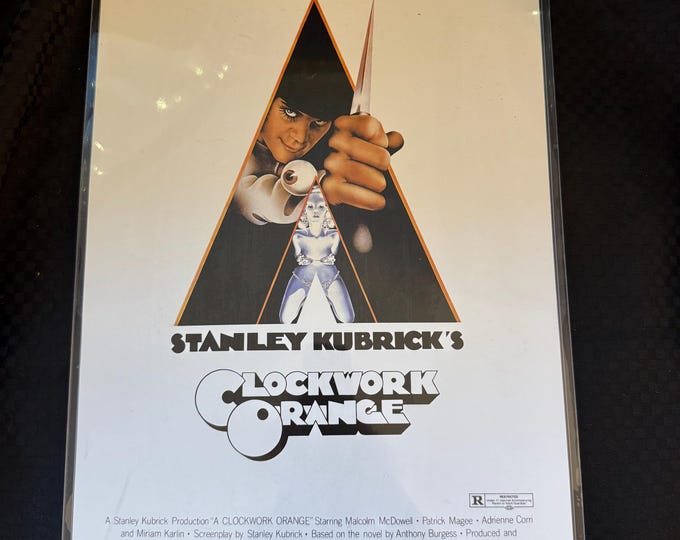 STANLEY KUBRICK'S
CLOCKWORK
ORANGE
R
RESTRICTED
A Stanley Kubrick Production "A CLOCKWORK ORANGE" Starring Malcolm McDowell • Patrick Magee • Adrienne Corri
and Miriam Karlin • Screenplay by Stanley Kubrick • Based on the novel by Anthony Burgess • Produced and